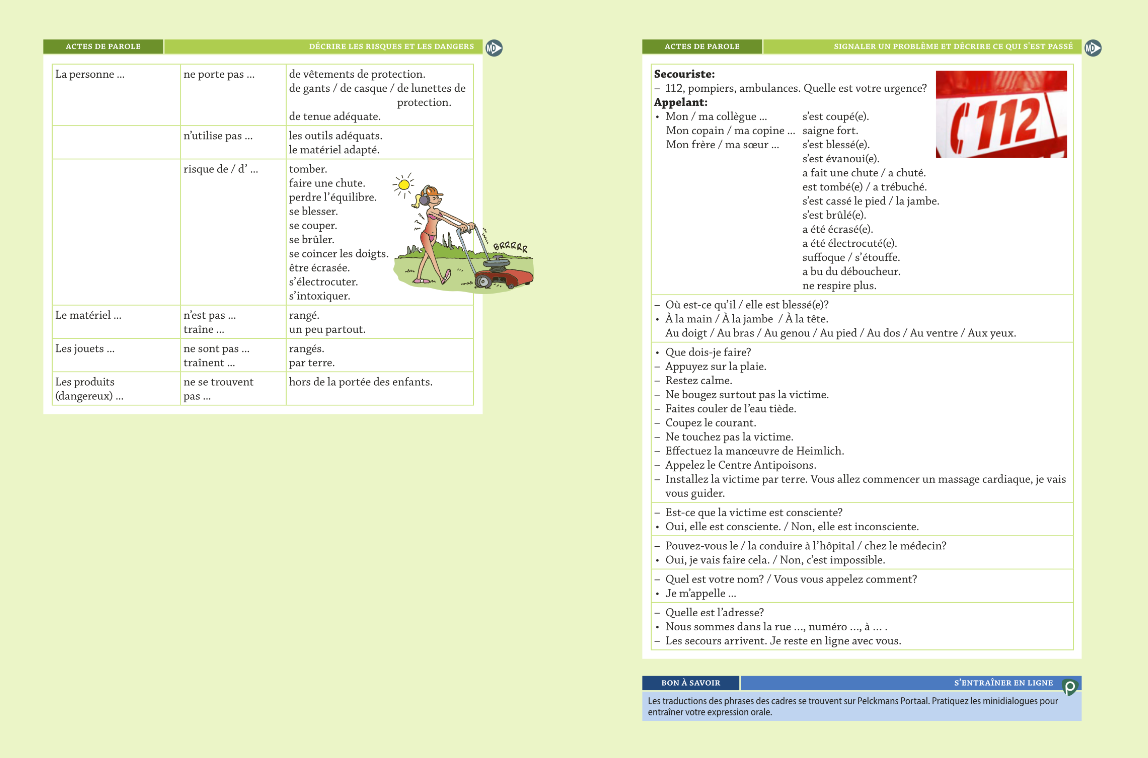 ACTES DE PAROLE DÉCRIRE LES RISQUES ET LES DANGERS MD
La personne ... ne porte pas ... de vêtements de protection.
de gants / de casque / de lunettes de
protection.
de tenue adéquate.
n'utilise pas ... les outils adéquats.
le matériel adapté.
risque de / d' ... tomber.
faire une chute.
perdre l'équilibre.
se blesser.
se couper.
se brûler.
se coincer les doigts.
être écrasée.
s'électrocuter.
s'intoxiquer.
BRRRRR
Le matériel ... n'est pas ... rangé.
traîne ... un peu partout.
Les jouets ... ne sont pas ... rangés.
traînent ... par terre.
Les produits ne se trouvent hors de la portée des enfants.
(dangereux) ... pas ...
ACTES DE PAROLE SIGNALER UN PROBLÈME ET DÉCRIRE CE QUI S'EST PASSÉ MD
Secouriste:
– 112, pompiers, ambulances. Quelle est votre urgence?
Appelant:
• Mon / ma collègue ... s'est coupé(e).
Mon copain / ma copine ... saigne fort.
Mon frère / ma sœur ... s'est blessé(e).
s'est évanoui(e).
a fait une chute / a chuté.
est tombé(e) / a trébuché.
s'est cassé le pied / la jambe.
s'est brûlé(e).
a été écrasé(e).
a été électrocuté(e).
suffoque / s'étouffe.
a bu du déboucheur.
ne respire plus.
112
– Où est-ce qu'il / elle est blessé(e)?
• À la main / À la jambe / À la tête.
Au doigt / Au bras / Au genou / Au pied / Au dos / Au ventre / Aux yeux.
• Que dois-je faire?
– Appuyez sur la plaie.
– Restez calme.
– Ne bougez surtout pas la victime.
– Faites couler de l'eau tiède.
– Coupez le courant.
– Ne touchez pas la victime.
– Effectuez la manœuvre de Heimlich.
– Appelez le Centre Antipoisons.
– Installez la victime par terre. Vous allez commencer un massage cardiaque, je vais
vous guider.
– Est-ce que la victime est consciente?
• Oui, elle est consciente. / Non, elle est inconsciente.
– Pouvez-vous le / la conduire à l'hôpital / chez le médecin?
• Oui, je vais faire cela. / Non, c'est impossible.
– Quel est votre nom? / Vous vous appelez comment?
• Je m'appelle ...
– Quelle est l'adresse?
• Nous sommes dans la rue ..., numéro ..., à ... .
– Les secours arrivent. Je reste en ligne avec vous.
BON À SAVOIR S'ENTRAÎNER EN LIGNE p
Les traductions des phrases des cadres se trouvent sur Pelckmans Portaal. Pratiquez les minidialogues pour
entraîner votre expression orale.